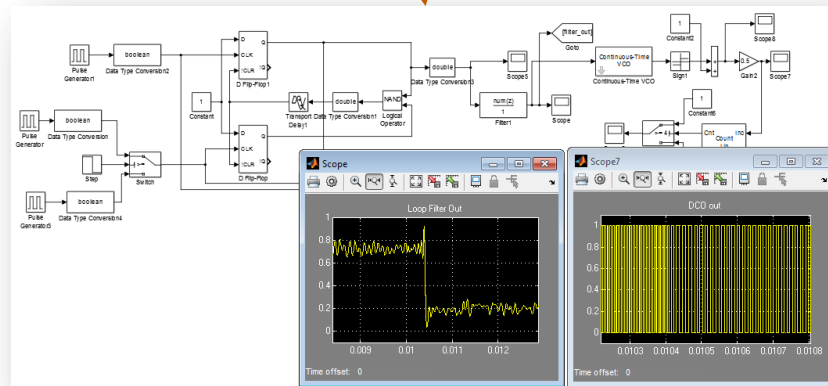 Pulse
Generator1
boolean
Data Type Conversion2
D
CLK
!CLR
Q
!Q
D Flip-Flop1
1
Constant
Transport
Delay1
double
Data Type Conversion1
NAND
Logical
Operator
double
Data Type Conversion3
Scope5
[filter_out]
Goto
num(z)
1
Filter1
Scope
Continuous-Time
VCO
Continuous-Time VCO
Sign1
1
Constant2
Scope8
0.5
Gain2
Scope7
1
Constant6
Cnt
Count
Inc
Pulse
Generator
boolean
Data Type Conversion
Step
Switch
D
CLK
!CLR
Q
!Q
D Flip-Flop
Pulse
Generator3
boolean
Data Type Conversion4
Scope
Loop Filter Out
1
0.8
0.6
0.4
0.2
0
0.009
0.01
0.011
0.012
Time offset: 0
Scope7
DCO out
1
0.8
0.6
0.4
0.2
0
0.0103
0.0104
0.0105
0.0106
0.0107
0.0108
Time offset: 0